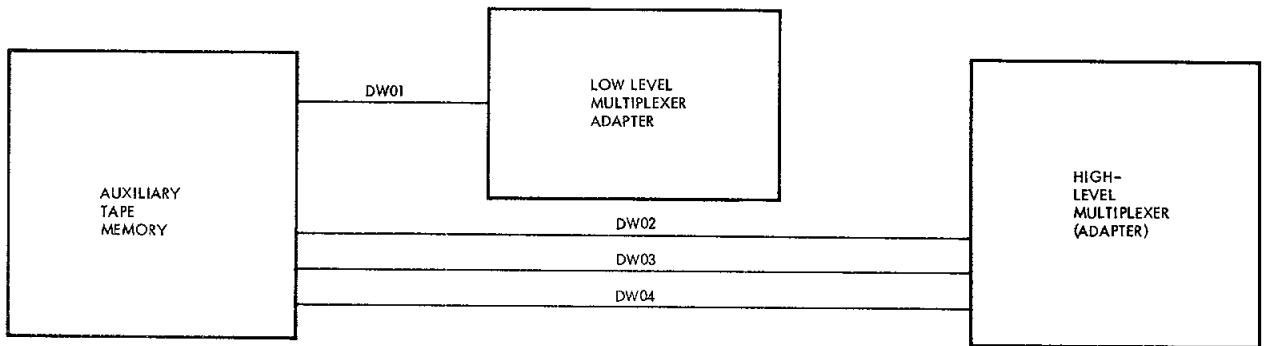 DW01
LOW LEVEL
MULTIPLEXER
ADAPTER
AUXILIARY
TAPE
MEMORY
HIGH-
LEVEL
MULTIPLEXER
(ADAPTER)
DW02
DW03
DW04